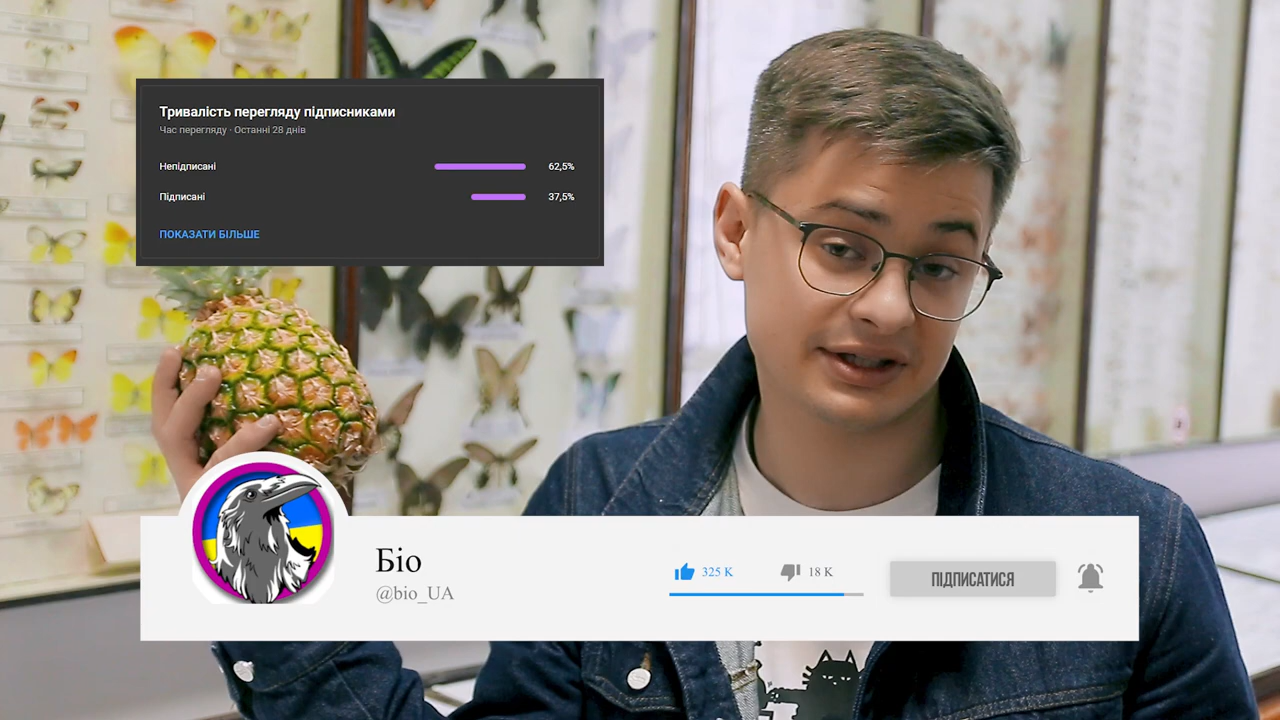 Тривалість перегляду підписниками
Час перегляду · Останні 28 днів
Непідписані 62,5%
Підписані 37,5%
ПОКАЗАТИ БІЛЬШЕ
Біо
@bio_UA
325 K 18 K
ПІДПИСАТИСЯ